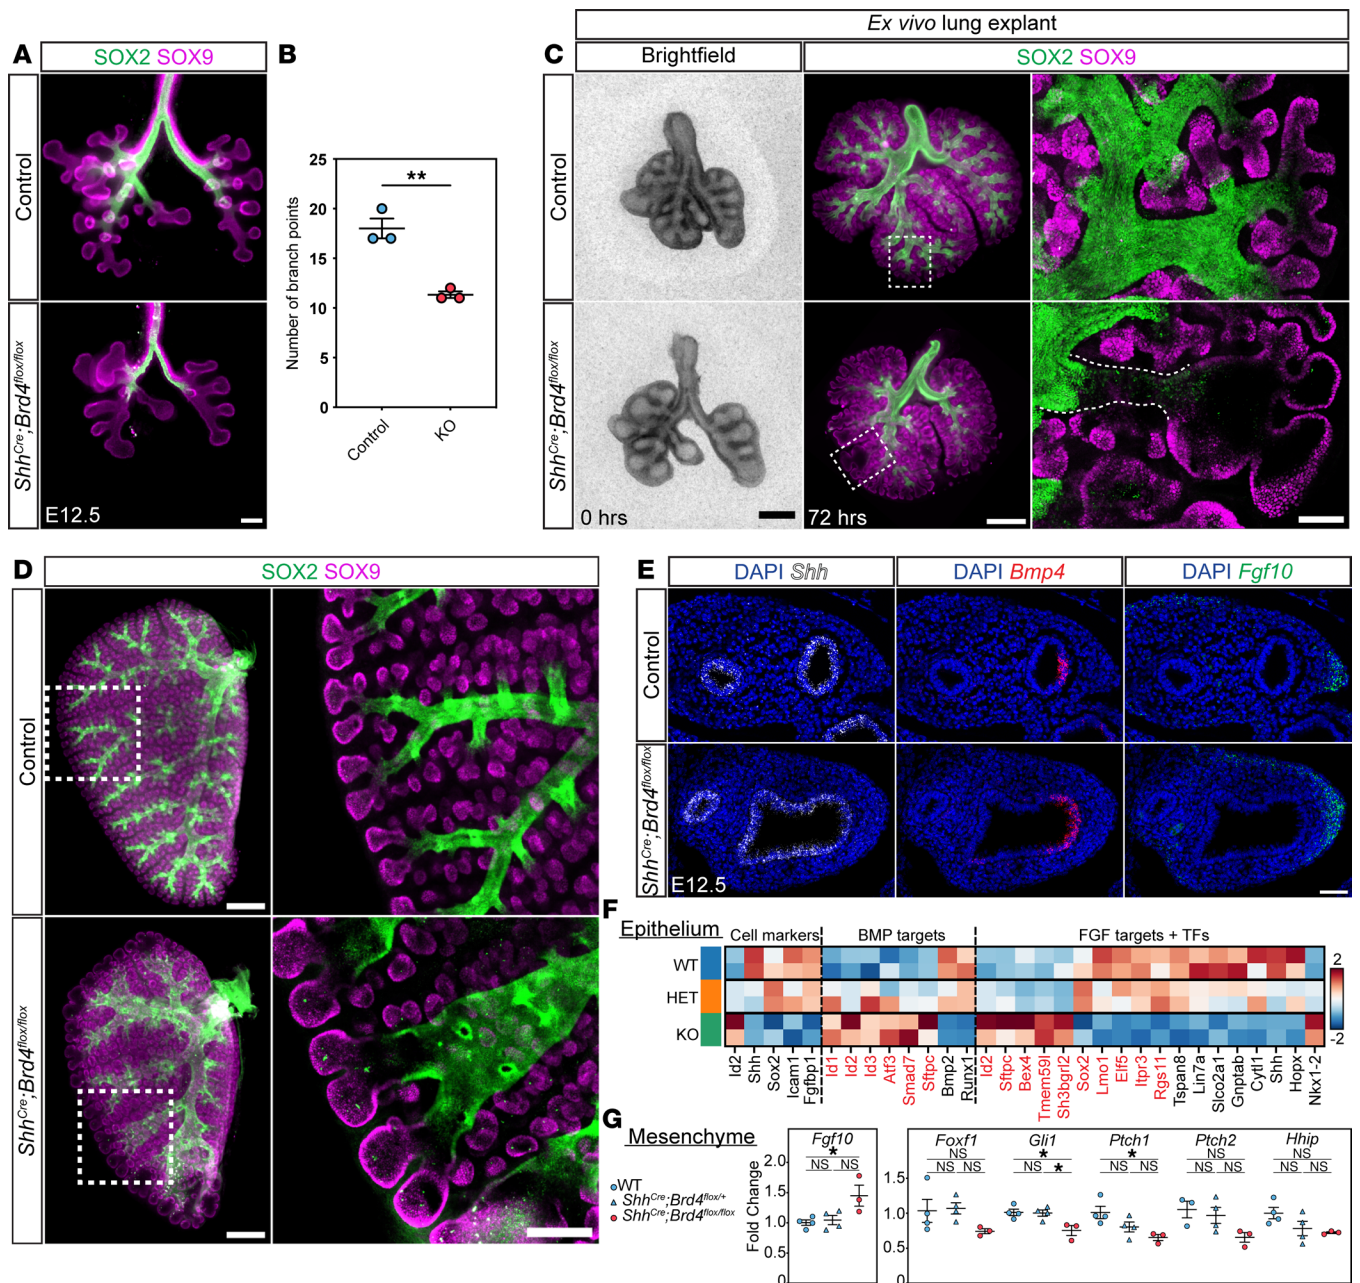 A
SOX2 SOX9
Control
Shh^Cre;Brd4^flox/flox
E12.5
B
Number of branch points
25
20
15
10
5
0
**
Control
KO
C
Ex vivo lung explant
Brightfield
SOX2 SOX9
Control
Shh^Cre;Brd4^flox/flox
0 hrs
72 hrs
D
SOX2 SOX9
Control
Shh^Cre;Brd4^flox/flox
E
DAPI Shh
DAPI Bmp4
DAPI Fgf10
Control
Shh^Cre;Brd4^flox/flox
E12.5
F
Epithelium
Cell markers
BMP targets
FGF targets + TFs
WT
HET
KO
2
-2
Id2
Shh
Sox2
Icam1
Fgfbp1
Id1
Id2
Id3
Atf3
Smad7
Sftpc
Bmp2
Runx1
Id2
Sftpc
Bex4
Tmem59l
Sh3bgrl2
Sox2
Lmo1
Elf5
Itpr3
Rgs11
Tspan8
Lin7a
Slco2a1
Gnptab
Cytl1
Shh
Hopx
Nkx1-2
G
Mesenchyme
WT
Shh^Cre;Brd4^flox/+
Shh^Cre;Brd4^flox/flox
Fold Change
Fgf10
*
NS NS
2.0
1.5
1.0
0.5
0
Foxf1
NS
NS NS
Gli1
*
NS *
Ptch1
*
NS NS
Ptch2
NS
NS NS
Hhip
NS
NS NS
1.5
1.0
0.5
0